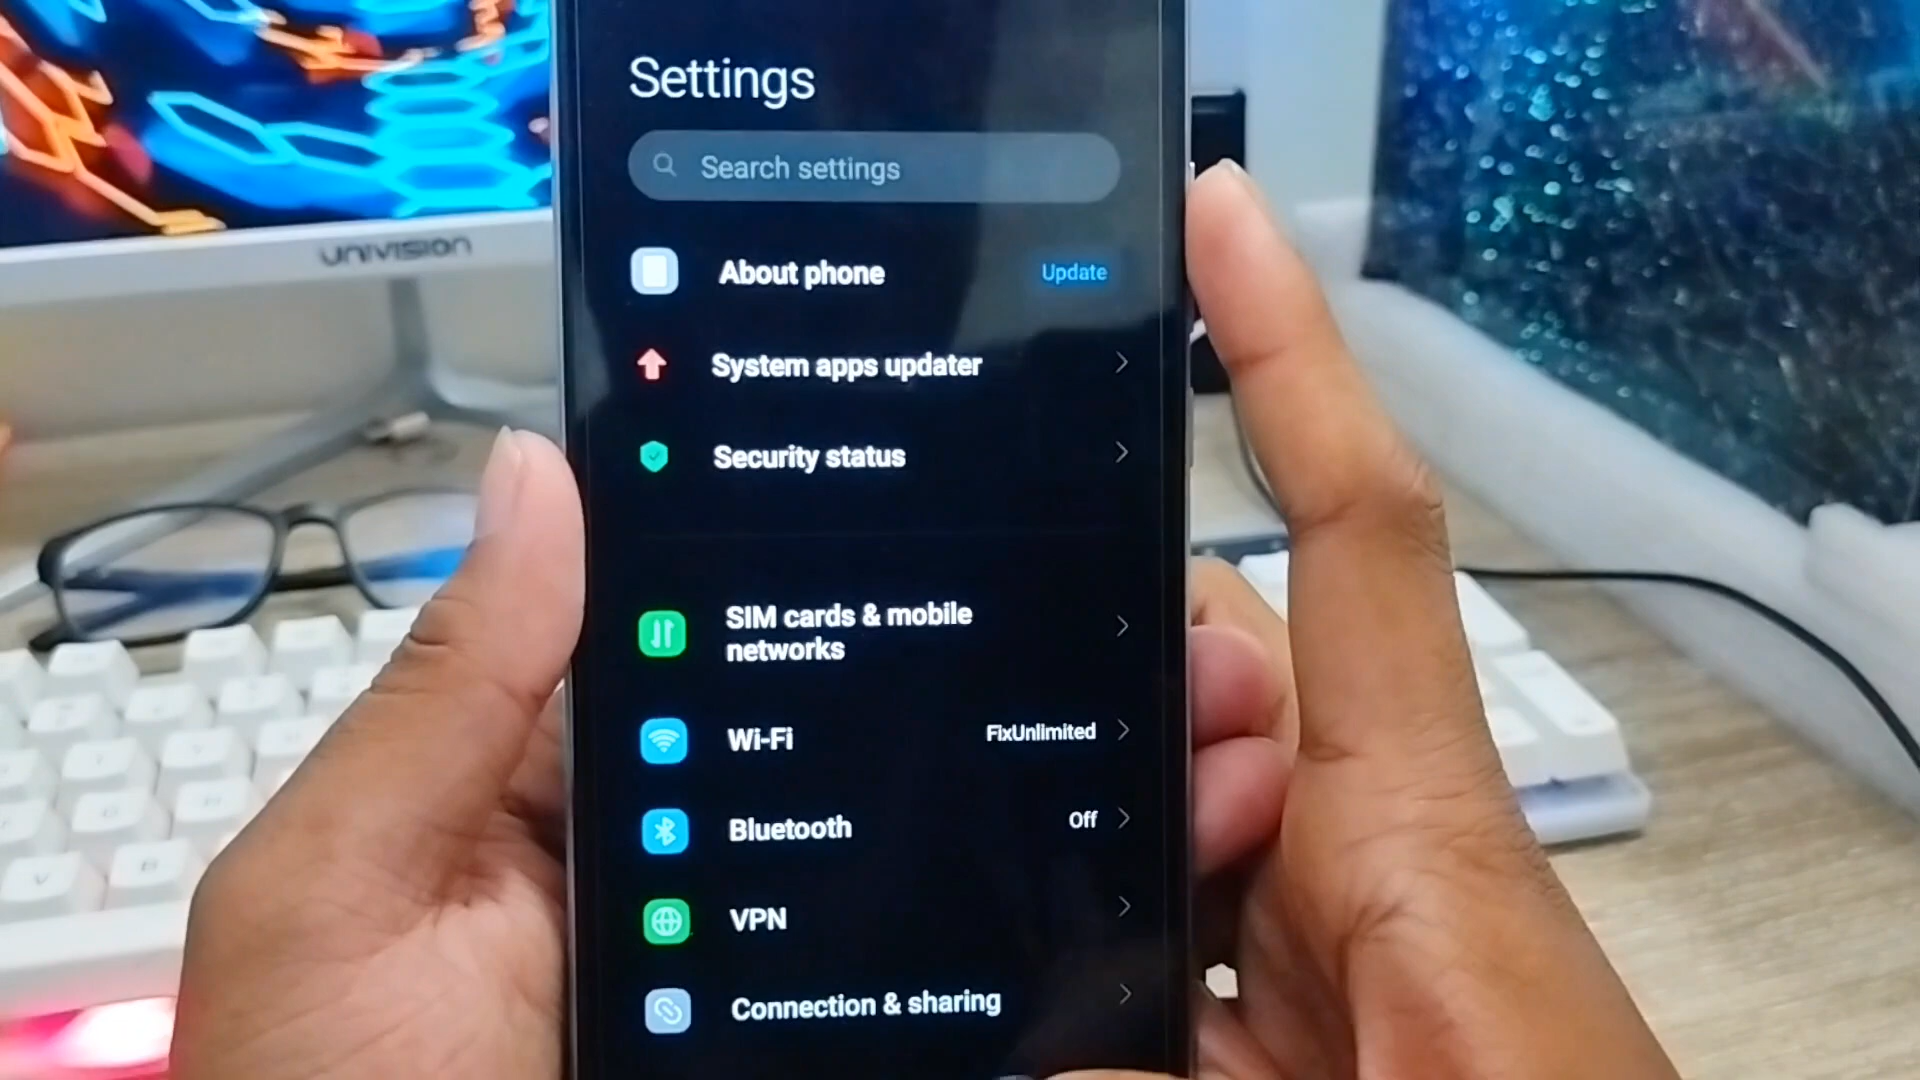 UNIVISION
Settings
Search settings
About phone
Update
System apps updater
Security status
SIM cards & mobile
networks
Wi-Fi
FixUnlimited
Bluetooth
Off
VPN
Connection & sharing